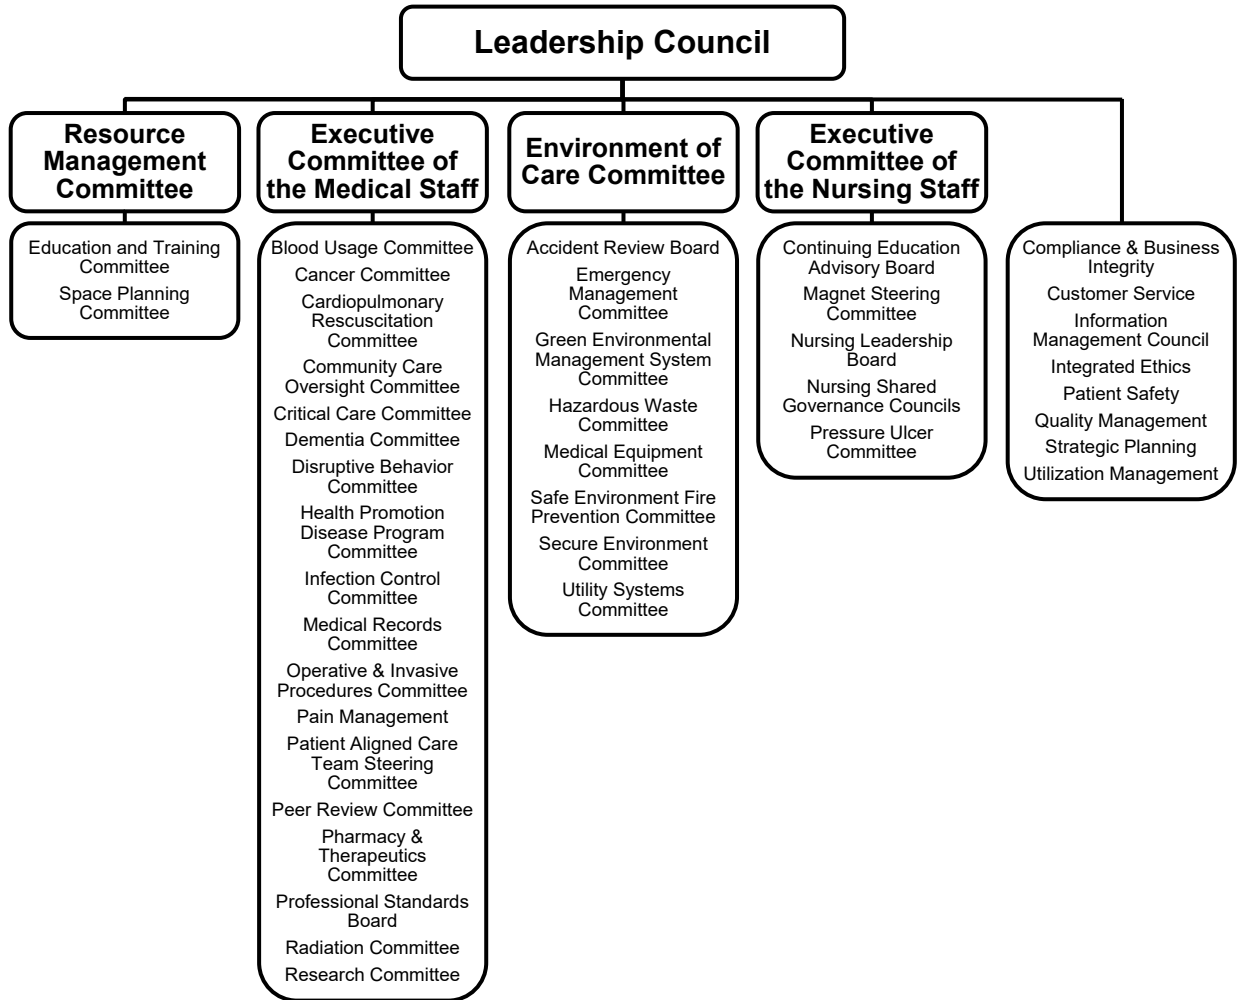 Leadership Council
Resource
Management
Committee
Executive
Committee of
the Medical Staff
Environment of
Care Committee
Executive
Committee of
the Nursing Staff
Education and Training
Committee
Space Planning
Committee
Blood Usage Committee
Cancer Committee
Cardiopulmonary
Rescuscitation
Committee
Community Care
Oversight Committee
Critical Care Committee
Dementia Committee
Disruptive Behavior
Committee
Health Promotion
Disease Program
Committee
Infection Control
Committee
Medical Records
Committee
Operative & Invasive
Procedures Committee
Pain Management
Patient Aligned Care
Team Steering
Committee
Peer Review Committee
Pharmacy &
Therapeutics
Committee
Professional Standards
Board
Radiation Committee
Research Committee
Accident Review Board
Emergency
Management
Committee
Green Environmental
Management System
Committee
Hazardous Waste
Committee
Medical Equipment
Committee
Safe Environment Fire
Prevention Committee
Secure Environment
Committee
Utility Systems
Committee
Continuing Education
Advisory Board
Magnet Steering
Committee
Nursing Leadership
Board
Nursing Shared
Governance Councils
Pressure Ulcer
Committee
Compliance & Business
Integrity
Customer Service
Information
Management Council
Integrated Ethics
Patient Safety
Quality Management
Strategic Planning
Utilization Management